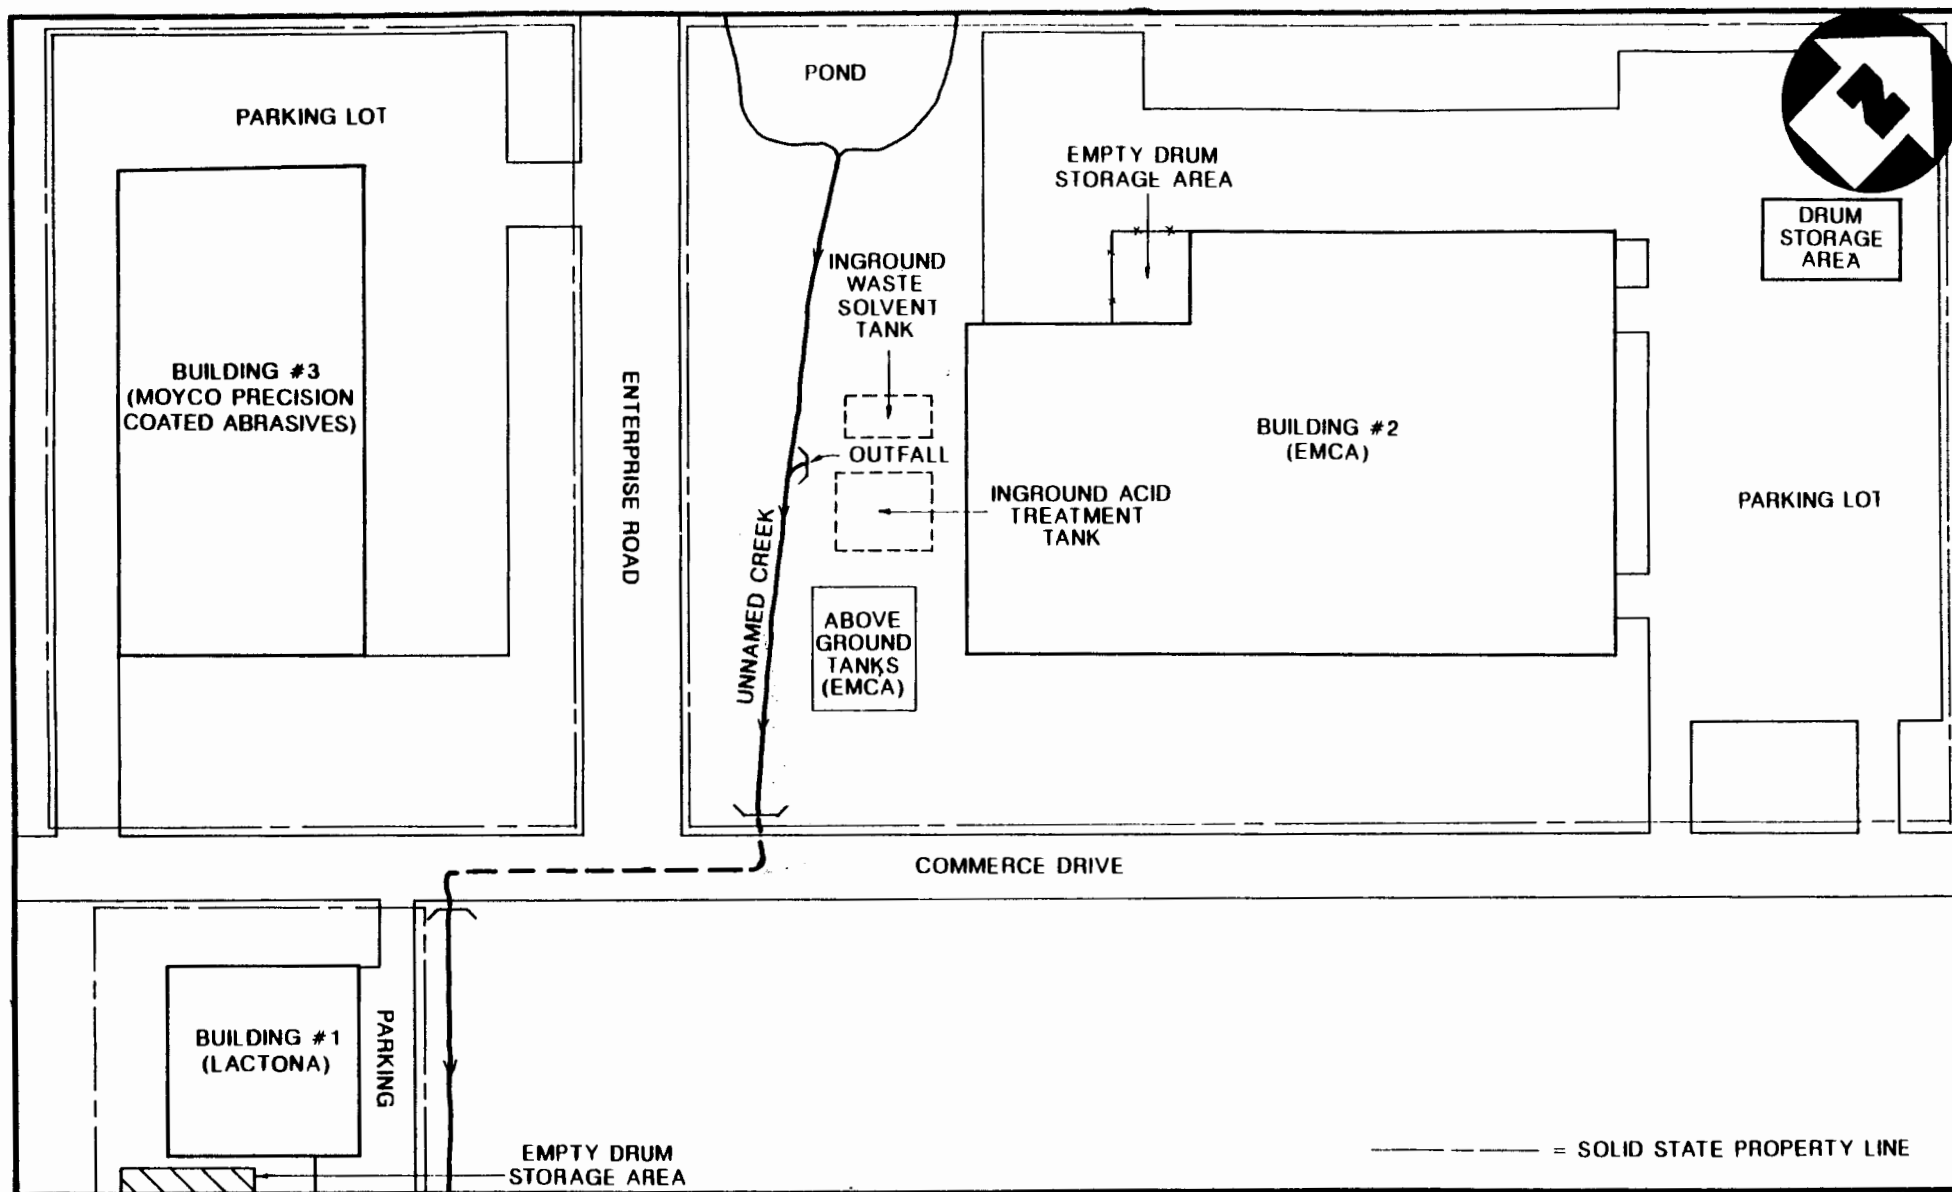 POND
PARKING LOT
N
EMPTY DRUM
STORAGE AREA
DRUM
STORAGE
AREA
INGROUND
WASTE
SOLVENT
TANK
BUILDING #3
(MOYCO PRECISION
COATED ABRASIVES)
ENTERPRISE ROAD
BUILDING #2
(EMCA)
OUTFALL
INGROUND ACID
TREATMENT
TANK
PARKING LOT
UNNAMED CREEK
ABOVE
GROUND
TANKS
(EMCA)
COMMERCE DRIVE
BUILDING #1
(LACTONA)
PARKING
EMPTY DRUM
STORAGE AREA
= SOLID STATE PROPERTY LINE